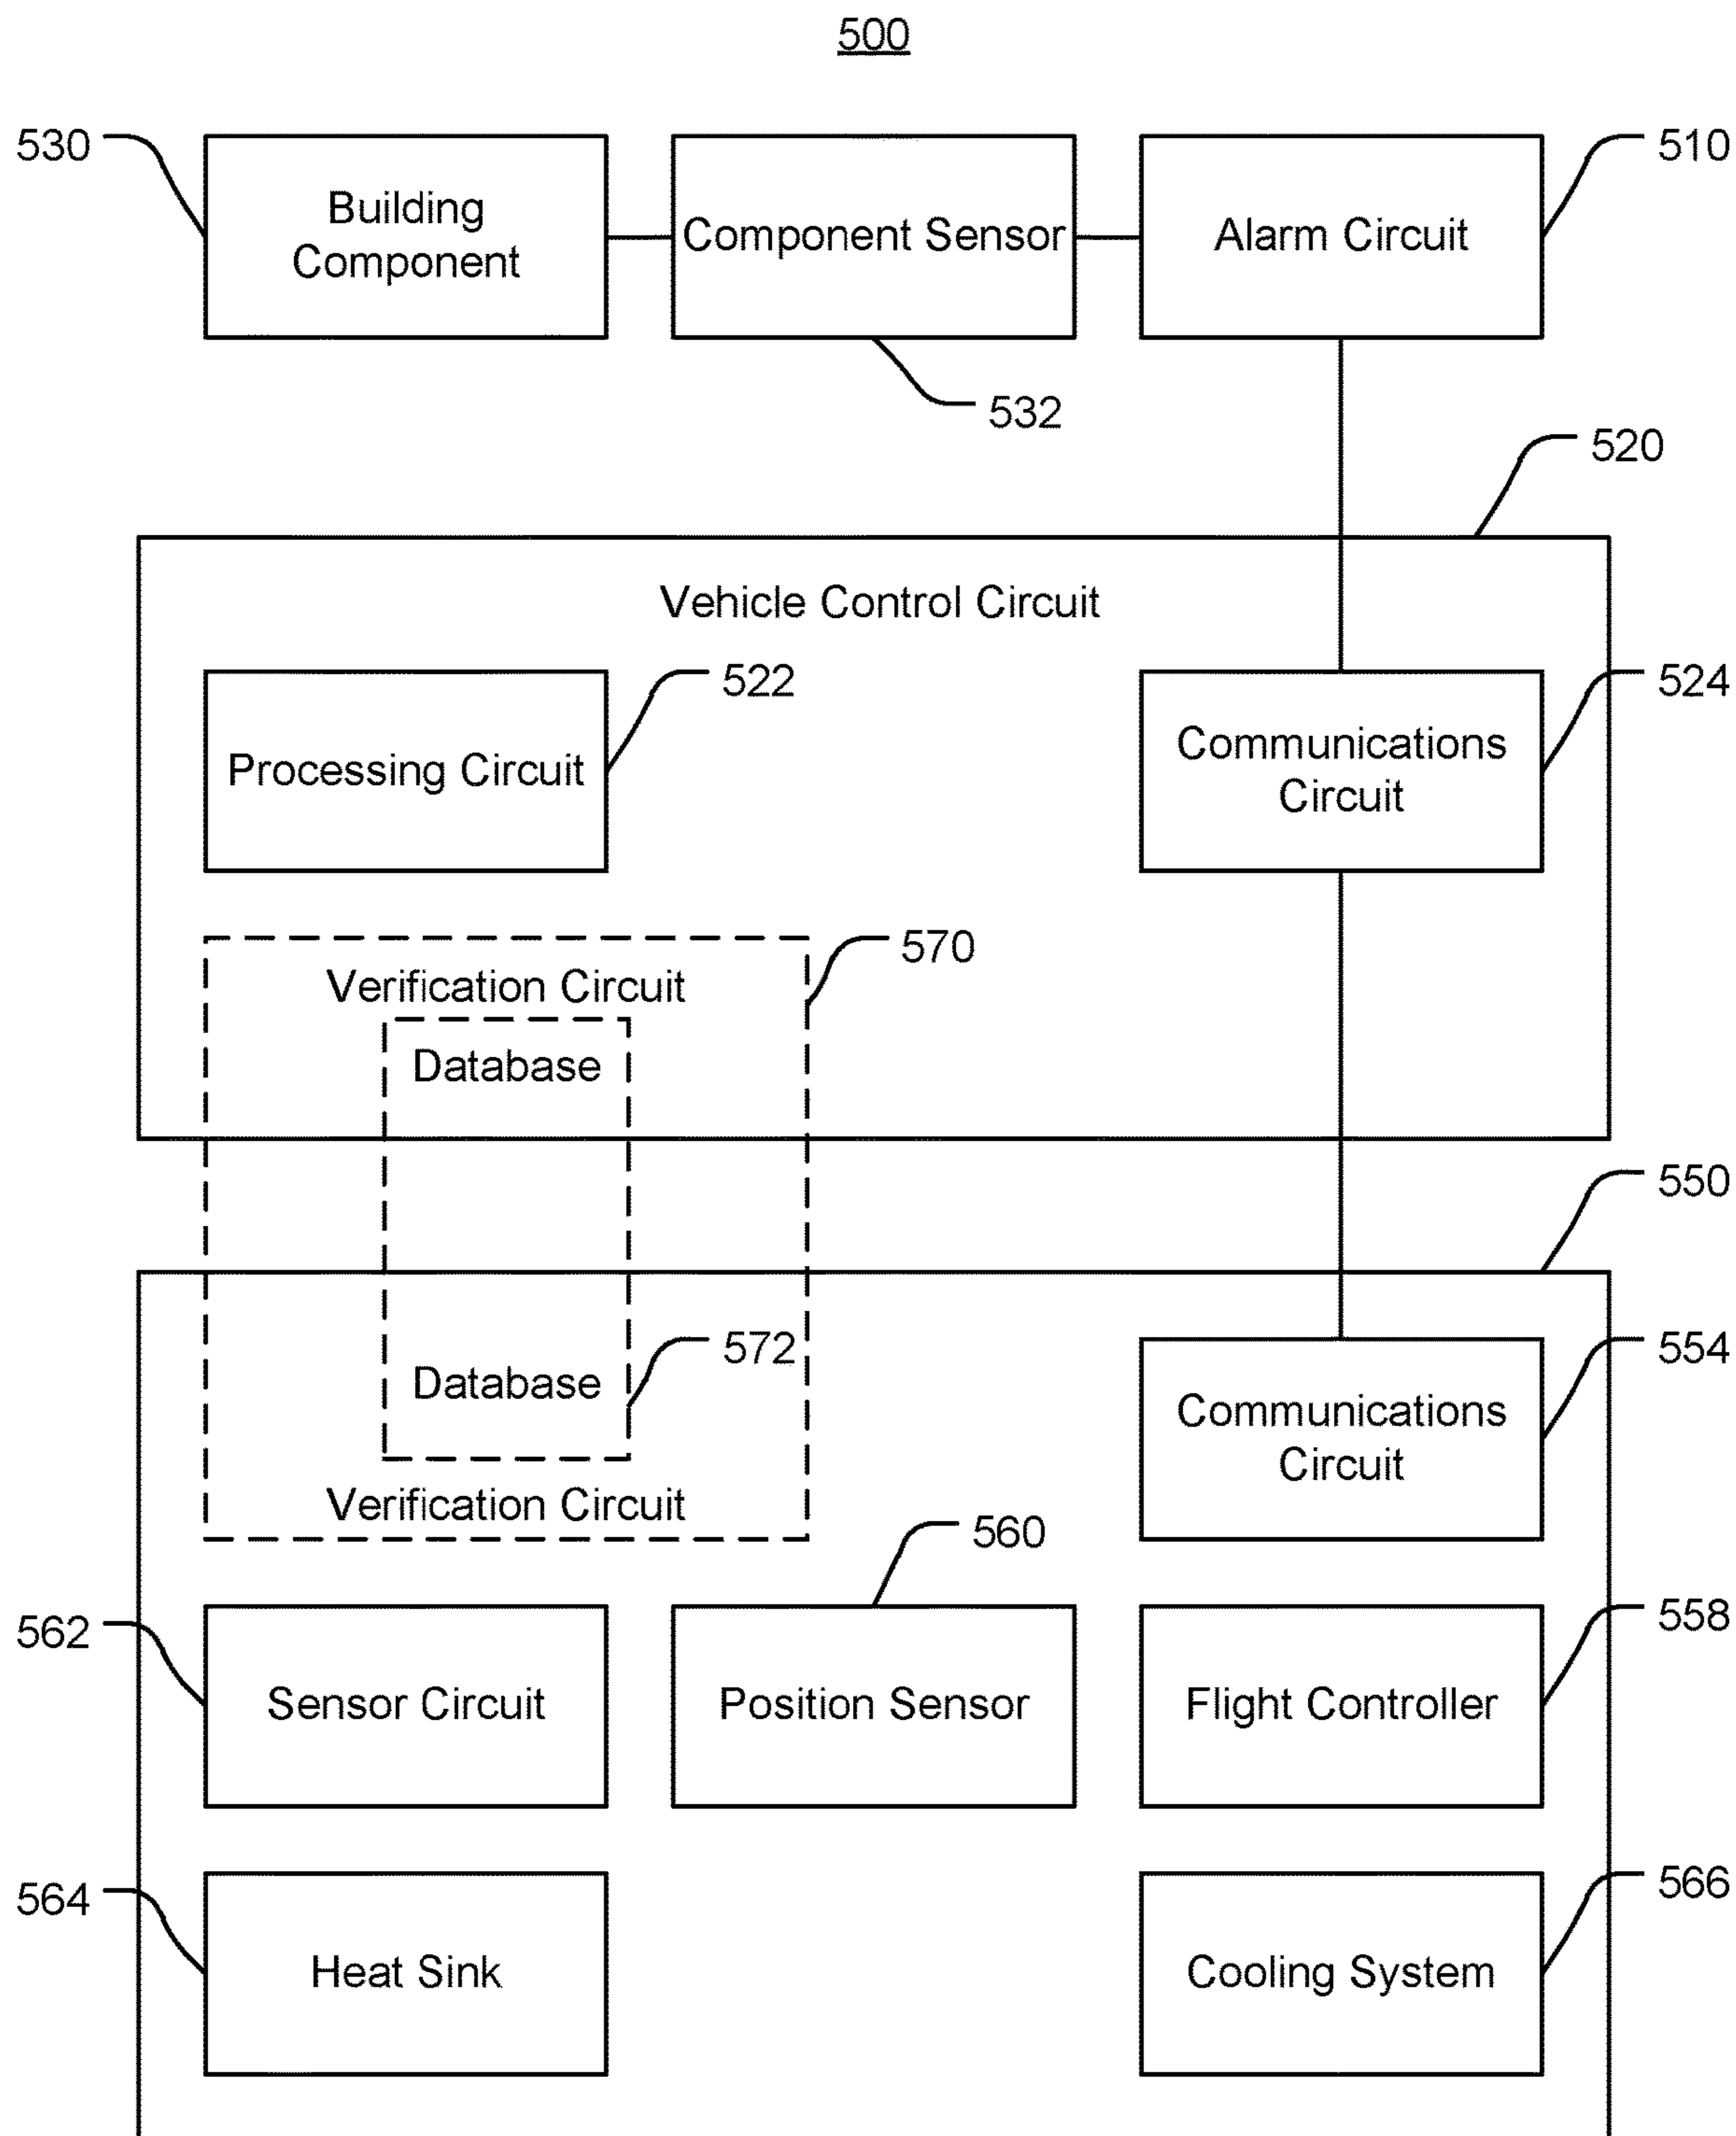 500
530
Building
Component
Component Sensor
Alarm Circuit
510
532
520
Vehicle Control Circuit
522
524
Processing Circuit
Communications
Circuit
570
Verification Circuit
Database
550
572
554
Database
Communications
Circuit
Verification Circuit
560
562
558
Sensor Circuit
Position Sensor
Flight Controller
564
566
Heat Sink
Cooling System